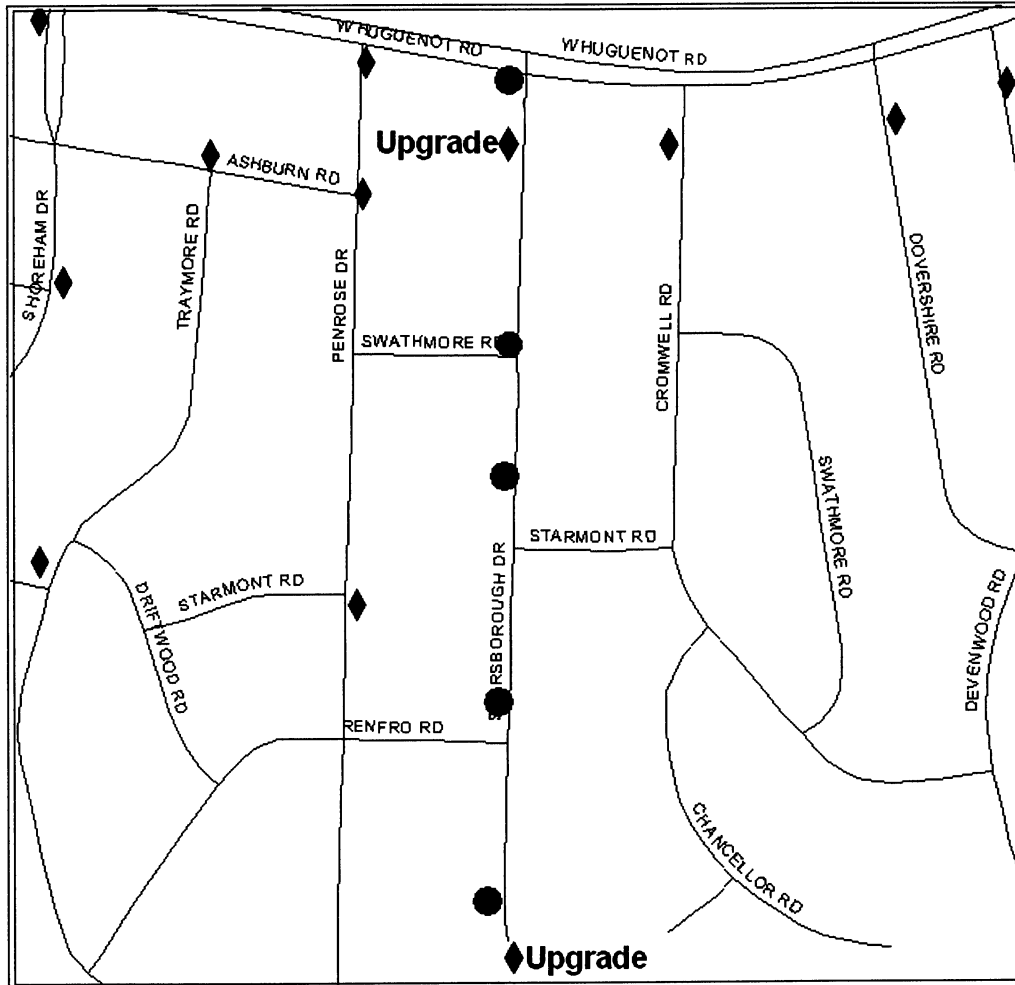 W HUGUENOT RD
W HUGUENOT RD
Upgrade
ASHBURN RD
SHOREHAM DR
TRAYMORE RD
PENROSE DR
SWATHMORE
CROMWELL RD
DOVERSHIRE RD
SWATHMORE RD
STARMONT RD
STARMONT RD
DRIFTWOOD RD
DR
DEVENWOOD RD
RENFRO RD
CHANCELLOR RD
Upgrade